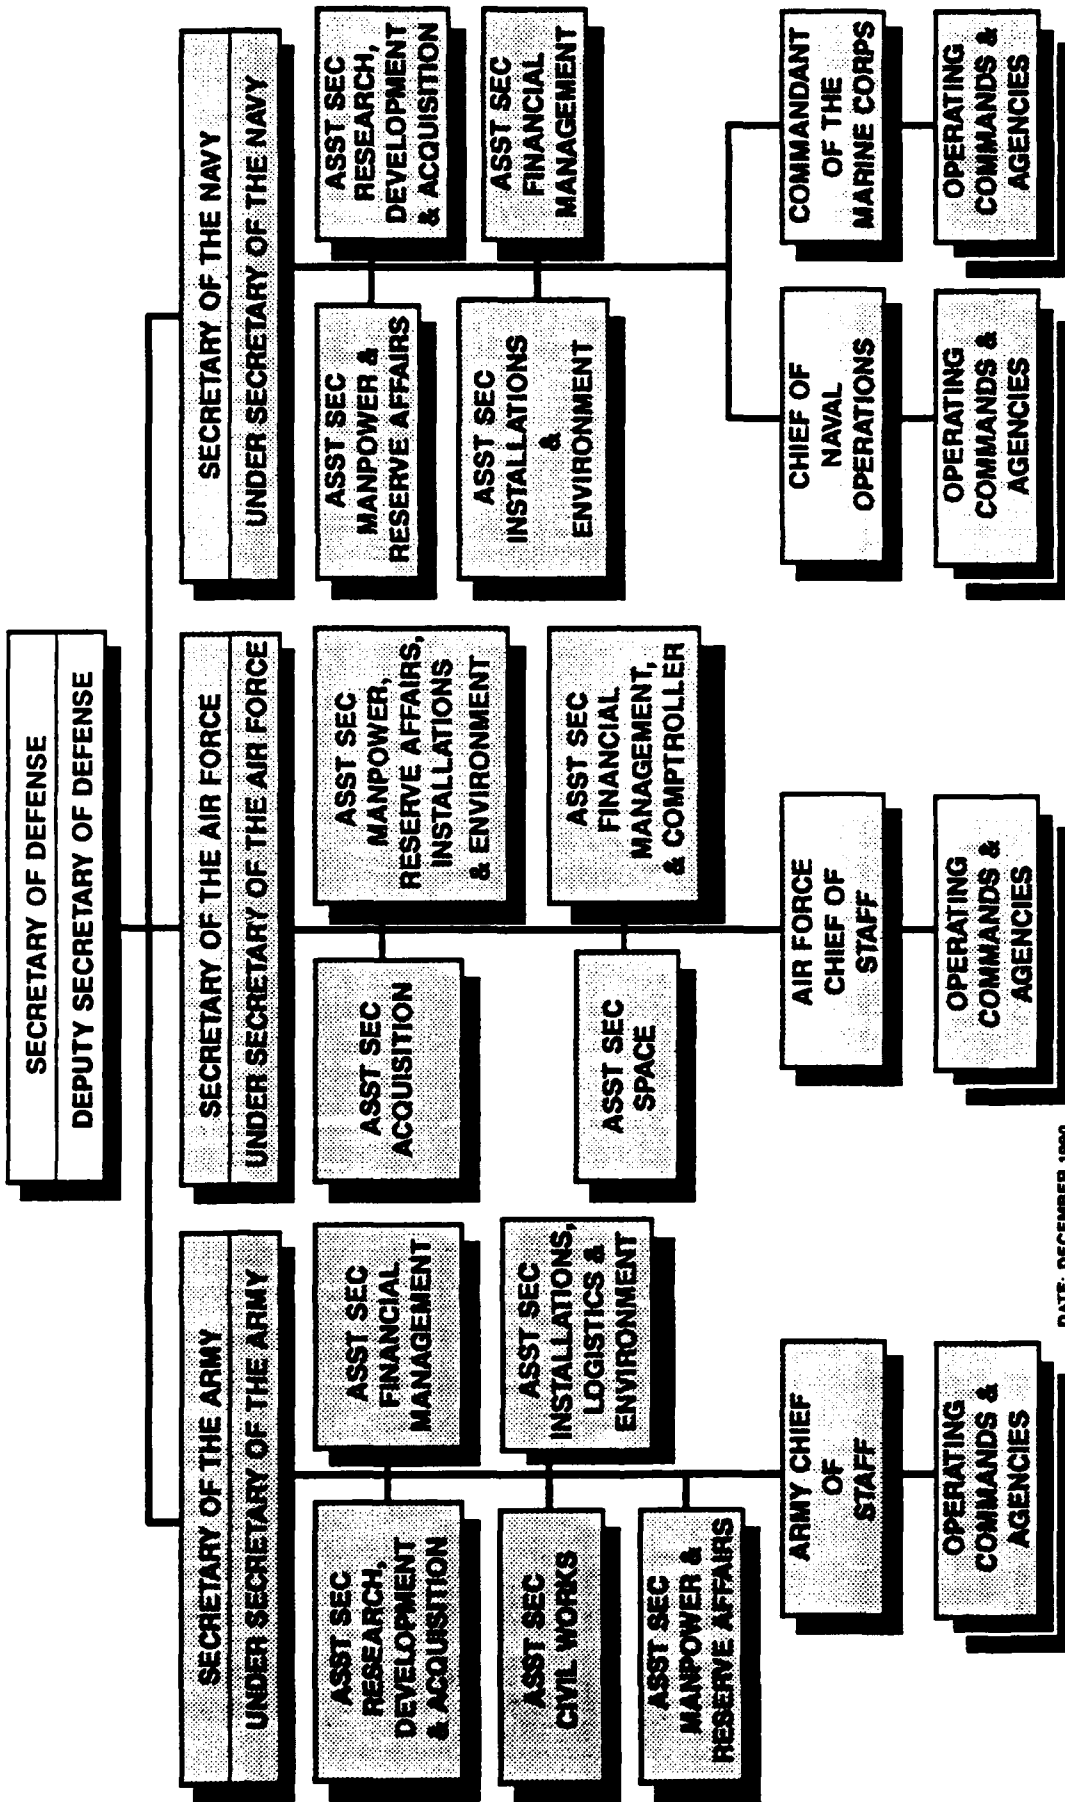 SECRETARY OF DEFENSE
DEPUTY SECRETARY OF DEFENSE
SECRETARY OF THE ARMY
UNDER SECRETARY OF THE ARMY
ASST SEC
RESEARCH,
DEVELOPMENT
& ACQUISITION
ASST SEC
FINANCIAL
MANAGEMENT
ASST SEC
CIVIL WORKS
ASST SEC
INSTALLATIONS,
LOGISTICS &
ENVIRONMENT
ASST SEC
MANPOWER &
RESERVE AFFAIRS
ARMY CHIEF
OF
STAFF
OPERATING
COMMANDS &
AGENCIES
SECRETARY OF THE AIR FORCE
UNDER SECRETARY OF THE AIR FORCE
ASST SEC
ACQUISITION
ASST SEC
MANPOWER,
RESERVE AFFAIRS,
INSTALLATIONS
& ENVIRONMENT
ASST SEC
SPACE
ASST SEC
FINANCIAL
MANAGEMENT,
& COMPTROLLER
AIR FORCE
CHIEF OF
STAFF
OPERATING
COMMANDS &
AGENCIES
SECRETARY OF THE NAVY
UNDER SECRETARY OF THE NAVY
ASST SEC
MANPOWER &
RESERVE AFFAIRS
ASST SEC
RESEARCH,
DEVELOPMENT
& ACQUISITION
ASST SEC
INSTALLATIONS
&
ENVIRONMENT
ASST SEC
FINANCIAL
MANAGEMENT
CHIEF OF
NAVAL
OPERATIONS
OPERATING
COMMANDS &
AGENCIES
COMMANDANT
OF THE
MARINE CORPS
OPERATING
COMMANDS &
AGENCIES
DATE: DECEMBER